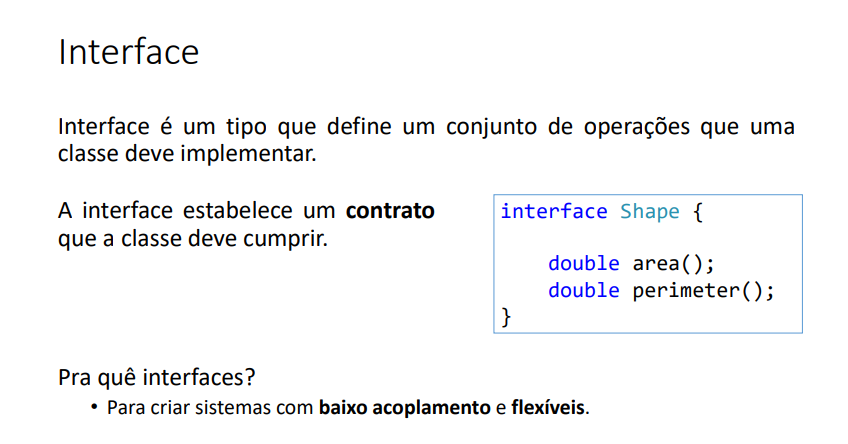 Interface
Interface é um tipo que define um conjunto de operações que uma
classe deve implementar.
A interface estabelece um contrato
que a classe deve cumprir.
interface Shape {
double area();
double perimeter();
}
Pra quê interfaces?
• Para criar sistemas com baixo acoplamento e flexíveis.